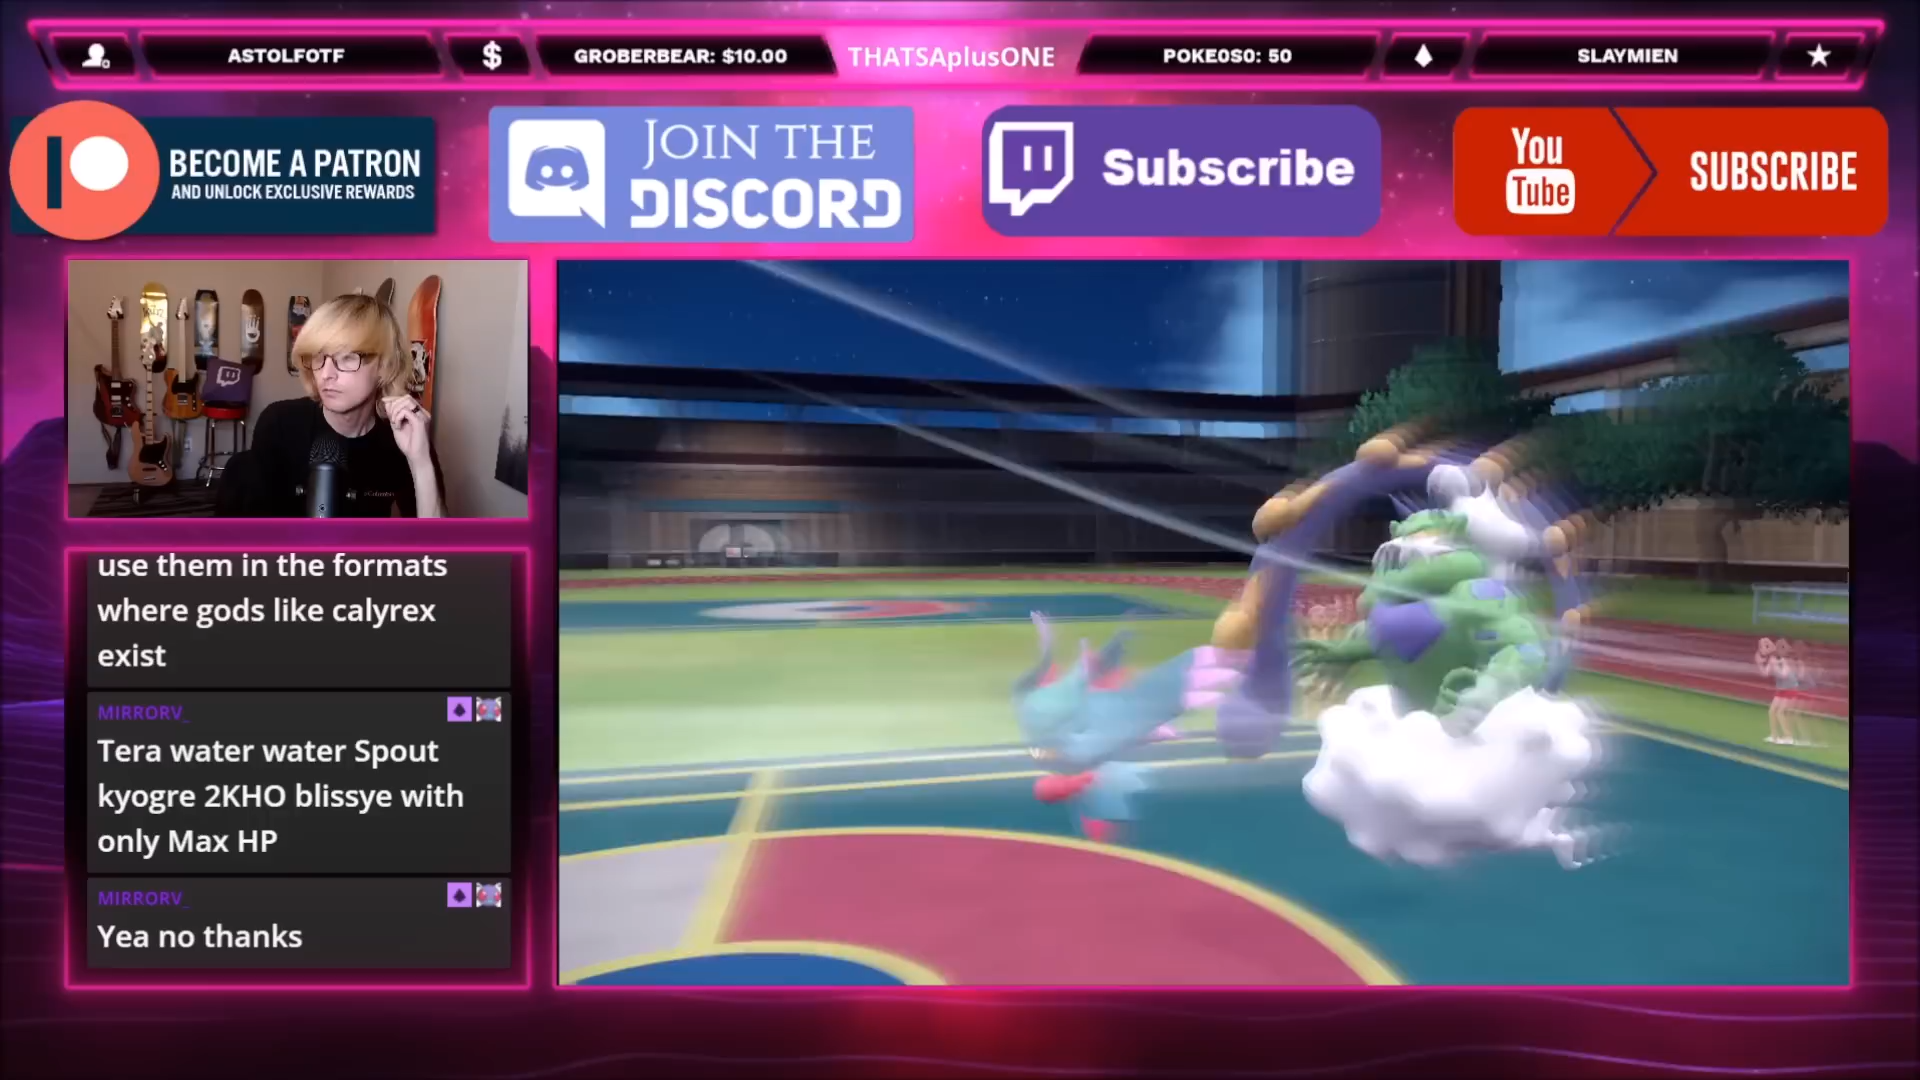 ASTOLFOTF
$
GROBERBEAR: $10.00
THATSAplusONE
POKE0S0: 50
SLAYMIEN
BECOME A PATRON
AND UNLOCK EXCLUSIVE REWARDS
JOIN THE
DISCORD
Subscribe
You
Tube
SUBSCRIBE
use them in the formats
where gods like calyrex
exist
MIRRORV_
Tera water water Spout
kyogre 2KHO blissye with
only Max HP
MIRRORV_
Yea no thanks